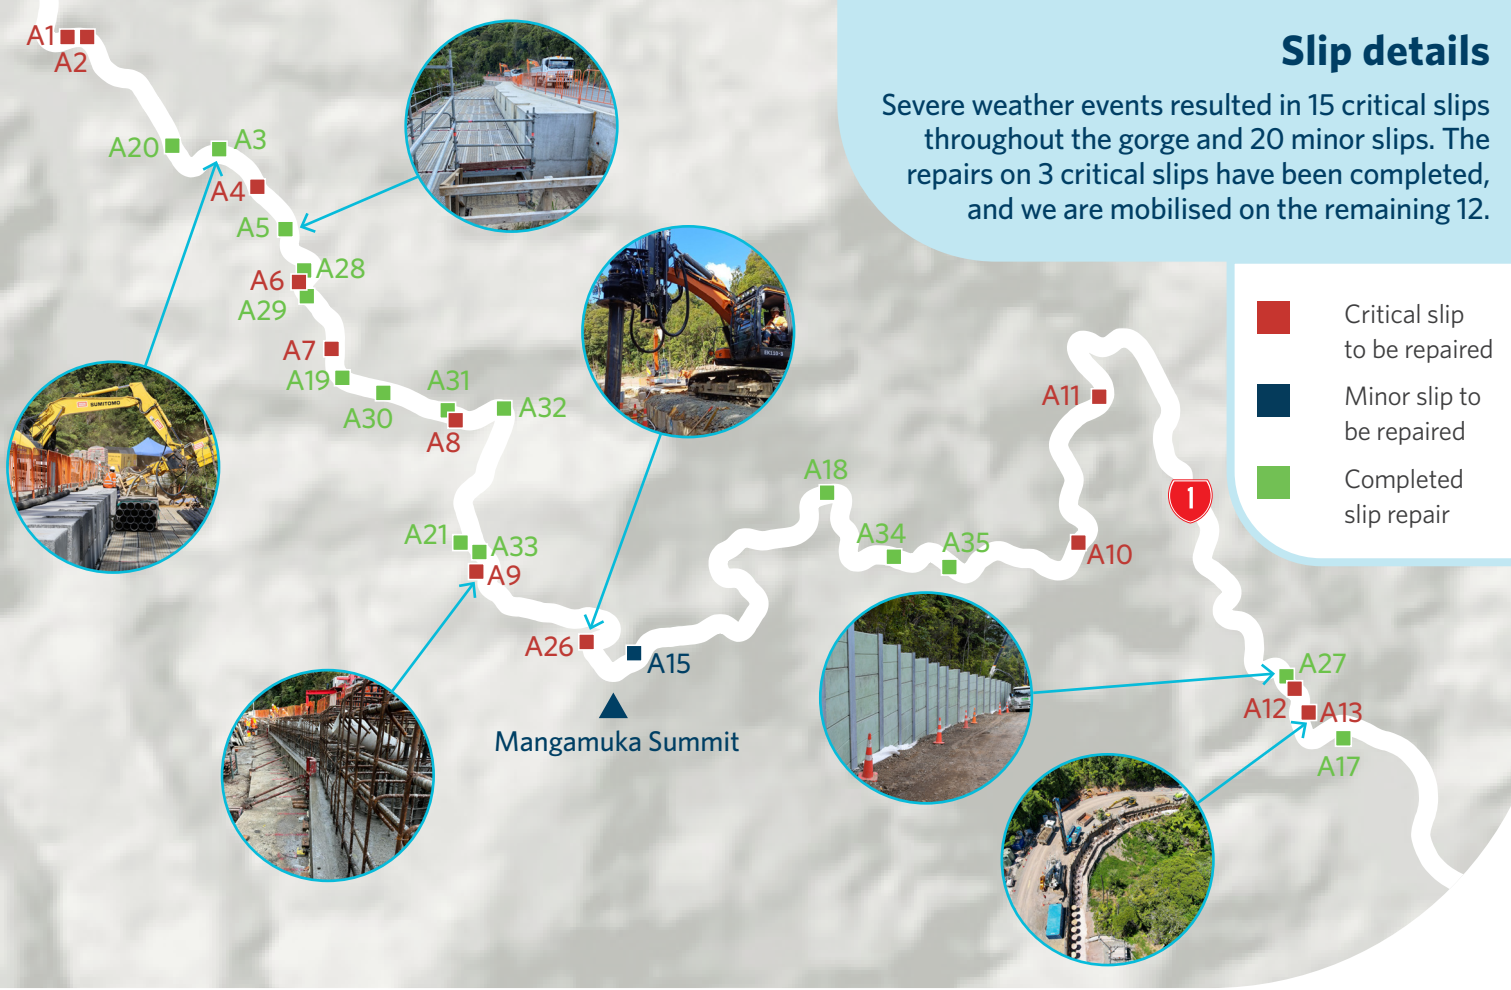 Slip details
Severe weather events resulted in 15 critical slips
throughout the gorge and 20 minor slips. The
repairs on 3 critical slips have been completed,
and we are mobilised on the remaining 12.
Critical slip
to be repaired
Minor slip to
be repaired
Completed
slip repair
A1
A2
A20
A3
A4
A5
A28
A6
A29
A7
A19
A30
A31
A8
A32
A21
A33
A9
A26
A15
Mangamuka Summit
A18
A34
A35
A10
A11
1
A27
A12
A13
A17
SUMITOMO